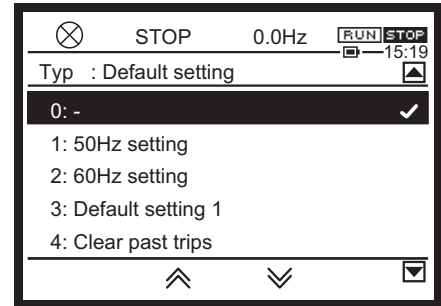 STOP 0.0Hz RUN STOP
15:19
Typ : Default setting
0: -
1: 50Hz setting
2: 60Hz setting
3: Default setting 1
4: Clear past trips